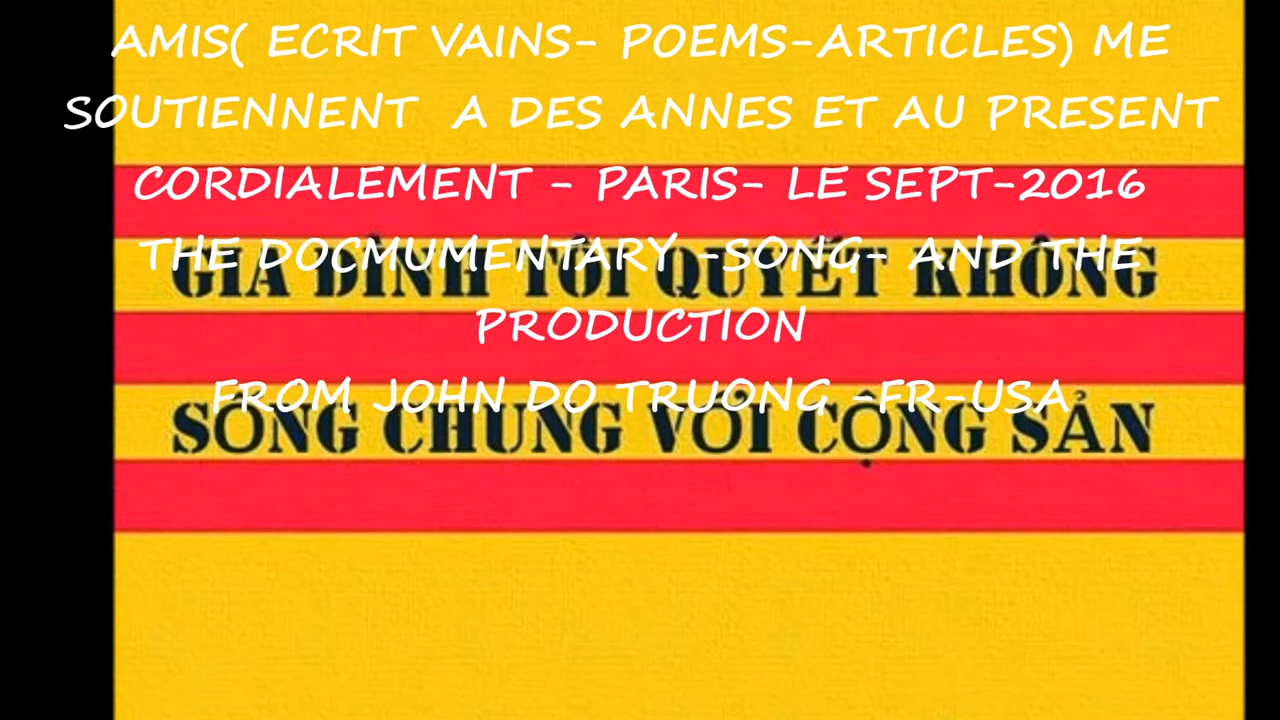 AMIS( ECRIT VAINS- POEMS-ARTICLES) ME
SOUTIENNENT A DES ANNES ET AU PRESENT
CORDIALEMENT - PARIS- LE SEPT-2016
THE DOCMUMENTARY -SONG- AND THE
GIA ĐÌNH TÔI QUYẾT KHÔNG
PRODUCTION
FROM JOHN DO TRUONG -FR-USA
SỐNG CHUNG VỚI CỘNG SẢN